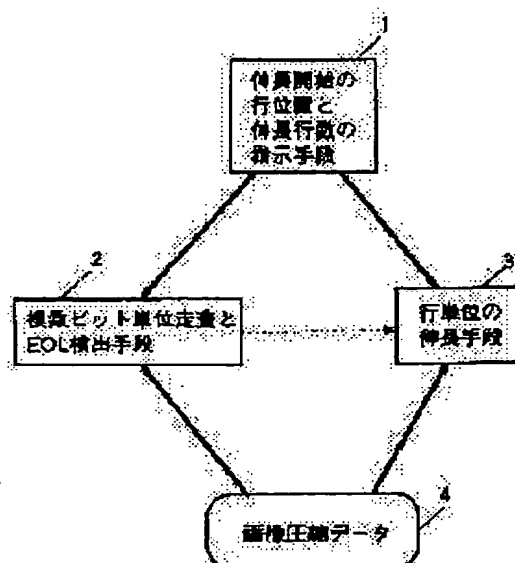 1
伸長開始の
行位置と
伸長行数の
指示手段
2
複数ビット単位走査と
EOL検出手段
3
行単位の
伸長手段
4
画像圧縮データ